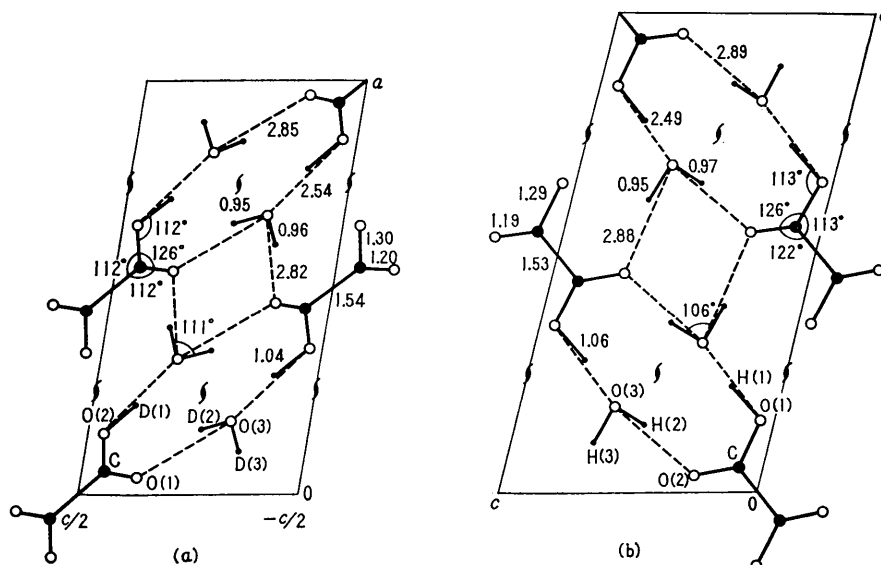 a
2.85
2.54
0.95
0.96
112°
126°
112°
112°
1.30
1.20
2.82
1.54
111°
1.04
O(2)
D(1)
D(2)
O(3)
D(3)
C
O(1)
c/2
-c/2
0
(a)
2.89
2.49
0.97
0.95
113°
1.29
1.19
126°
113°
122°
2.88
1.53
106°
1.06
H(1)
O(3)
O(1)
H(2)
H(3)
C
O(2)
c
0
(b)